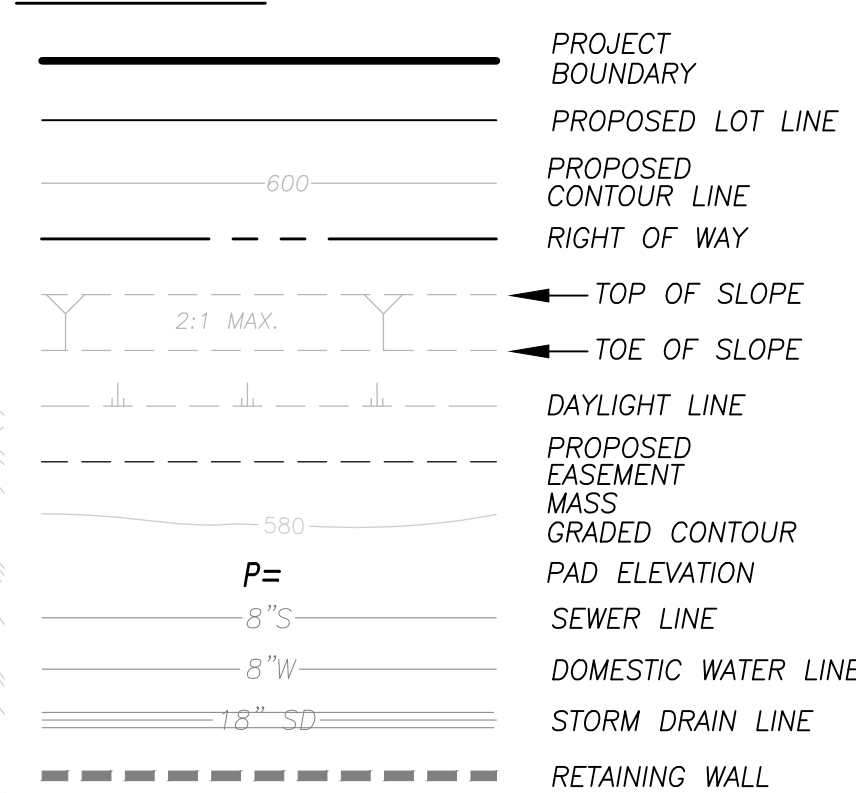 PROJECT
BOUNDARY
PROPOSED LOT LINE
600
PROPOSED
CONTOUR LINE
RIGHT OF WAY
TOP OF SLOPE
2:1 MAX.
TOE OF SLOPE
DAYLIGHT LINE
PROPOSED
EASEMENT
580
MASS
GRADED CONTOUR
P=
PAD ELEVATION
8"S
SEWER LINE
8"W
DOMESTIC WATER LINE
18" SD
STORM DRAIN LINE
RETAINING WALL